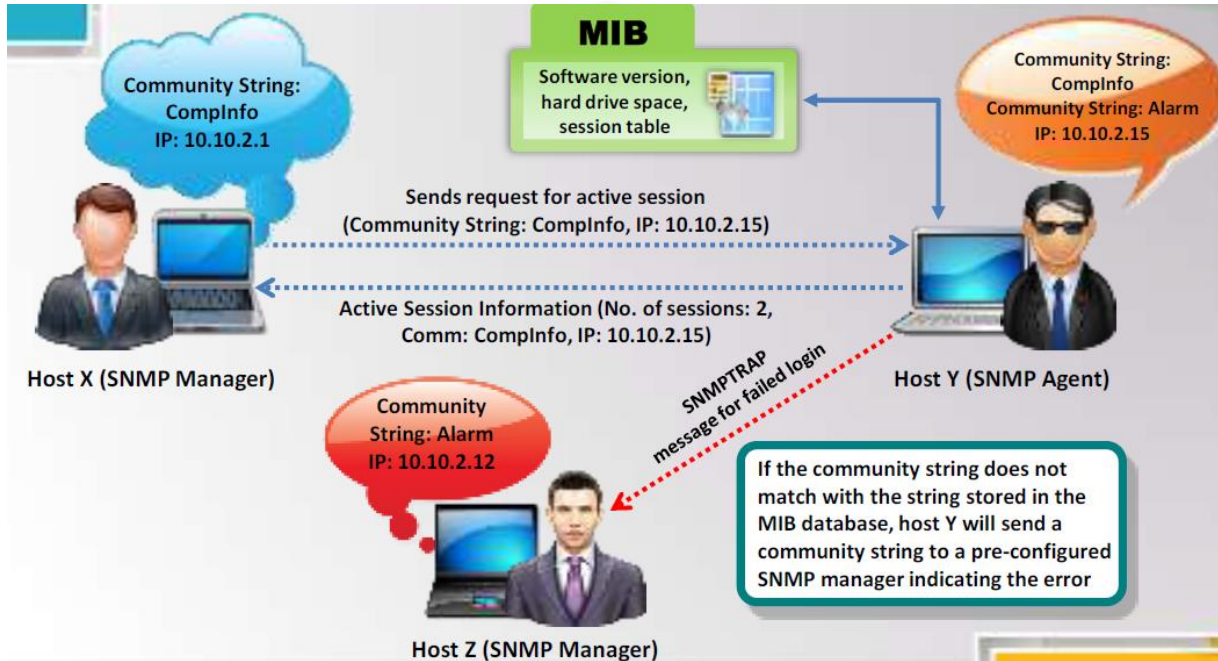 MIB
Software version,
hard drive space,
session table
Community String:
CompInfo
IP: 10.10.2.1
Community String:
CompInfo
Community String: Alarm
IP: 10.10.2.15
Sends request for active session
(Community String: CompInfo, IP: 10.10.2.15)
Active Session Information (No. of sessions: 2,
Comm: CompInfo, IP: 10.10.2.15)
Host X (SNMP Manager)
Host Y (SNMP Agent)
SNMPTRAP
message for failed login
Community
String: Alarm
IP: 10.10.2.12
If the community string does not
match with the string stored in the
MIB database, host Y will send a
community string to a pre-configured
SNMP manager indicating the error
Host Z (SNMP Manager)